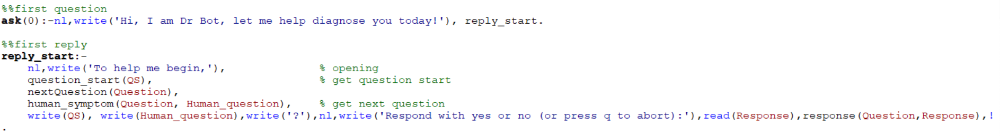 %%first question
ask(0):-nl,write('Hi, I am Dr Bot, let me help diagnose you today!'), reply_start.
%%first reply
reply_start:-
nl,write('To help me begin,'), % opening
question_start(QS), % get question start
nextQuestion(Question),
human_symptom(Question, Human_question), % get next question
write(QS), write(Human_question),write('?'),nl,write('Respond with yes or no (or press q to abort):'),read(Response),response(Question,Response),!
.